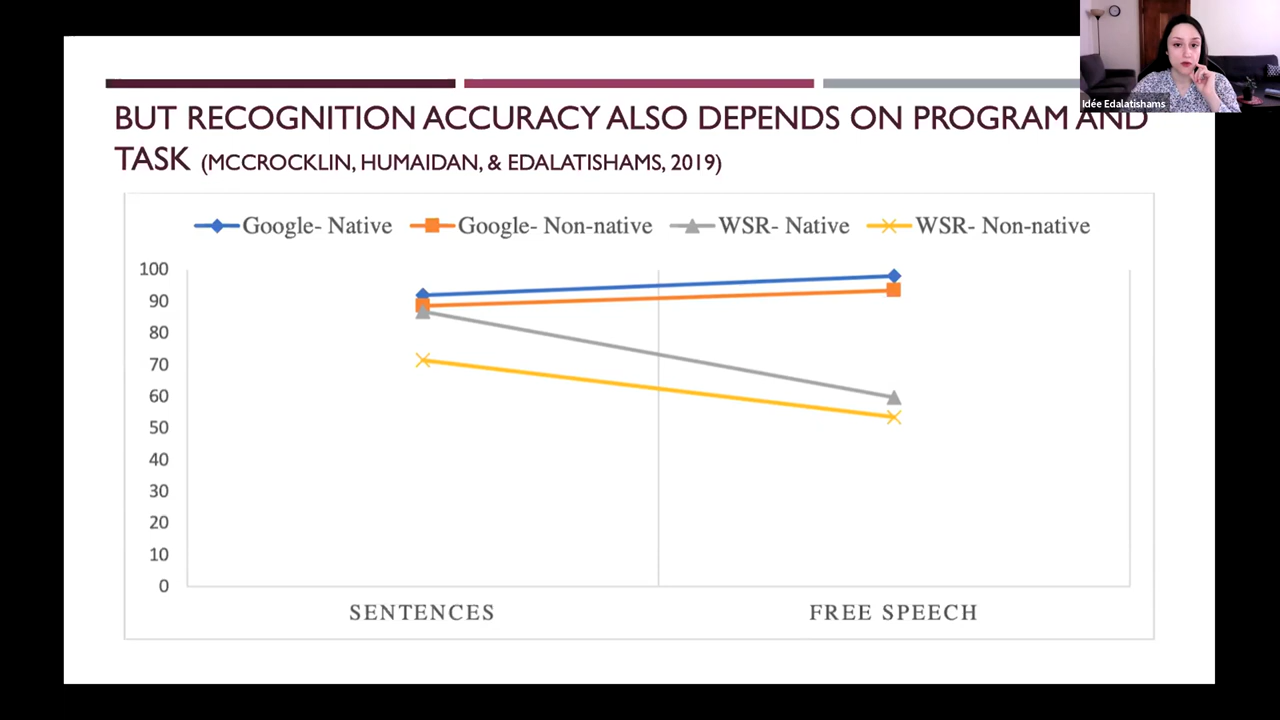 BUT RECOGNITION ACCURACY ALSO DEPENDS ON PROGRAM AND
TASK (MCCROCKLIN, HUMAIDAN, & EDALATISHAMS, 2019)
Idée Edalatishams
Google- Native Google- Non-native WSR- Native WSR- Non-native
100
90
80
70
60
50
40
30
20
10
0
SENTENCES FREE SPEECH